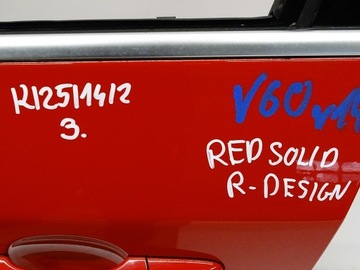 K12511412
3.
V60
RED SOLID
R-DESIGN